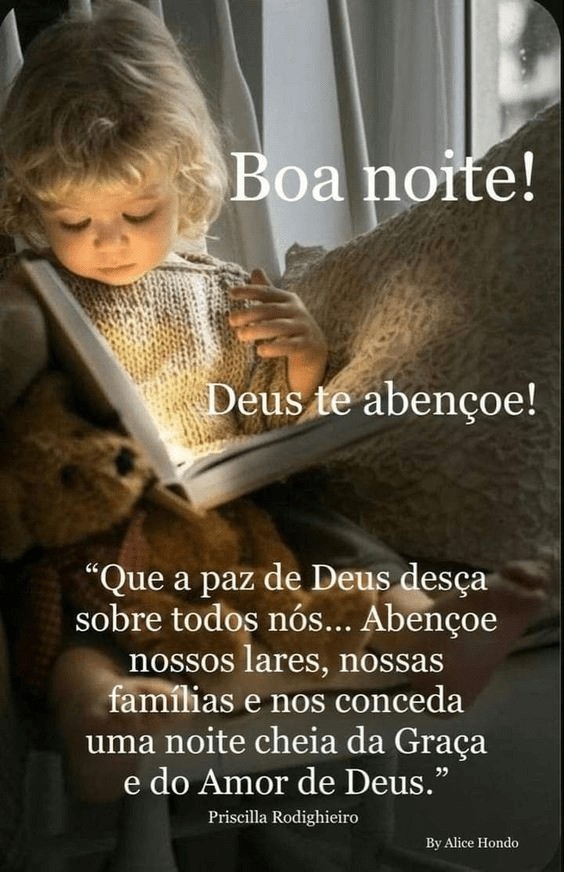 Boa noite!
Deus te abençoe!
“Que a paz de Deus desça
sobre todos nós... Abençoe
nossos lares, nossas
famílias e nos conceda
uma noite cheia da Graça
e do Amor de Deus.”
Priscilla Rodighieiro
By Alice Hondo